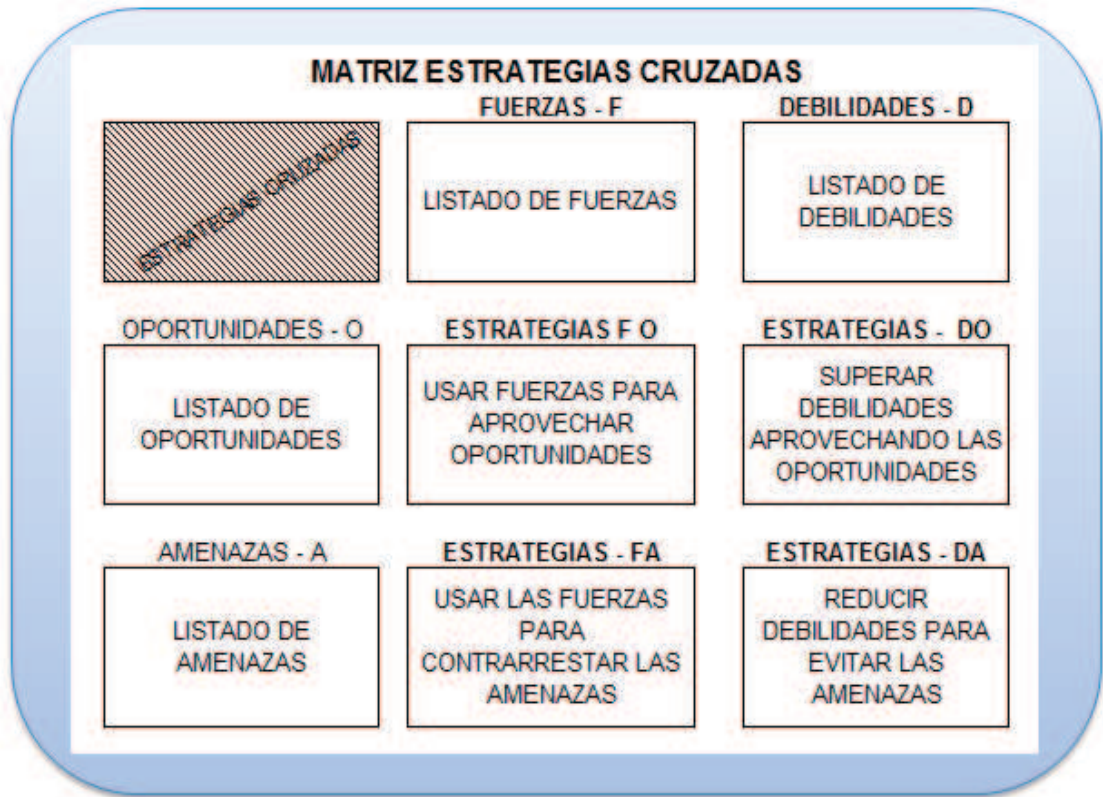 MATRIZ ESTRATEGIAS CRUZADAS
FUERZAS - F
DEBILIDADES - D
ESTRATEGIAS CRUZADAS
LISTADO DE FUERZAS
LISTADO DE
DEBILIDADES
OPORTUNIDADES - O
ESTRATEGIAS F O
ESTRATEGIAS - DO
LISTADO DE
OPORTUNIDADES
USAR FUERZAS PARA
APROVECHAR
OPORTUNIDADES
SUPERAR
DEBILIDADES
APROVECHANDO LAS
OPORTUNIDADES
AMENAZAS - A
ESTRATEGIAS - FA
ESTRATEGIAS - DA
LISTADO DE
AMENAZAS
USAR LAS FUERZAS
PARA
CONTRARRESTAR LAS
AMENAZAS
REDUCIR
DEBILIDADES PARA
EVITAR LAS
AMENAZAS